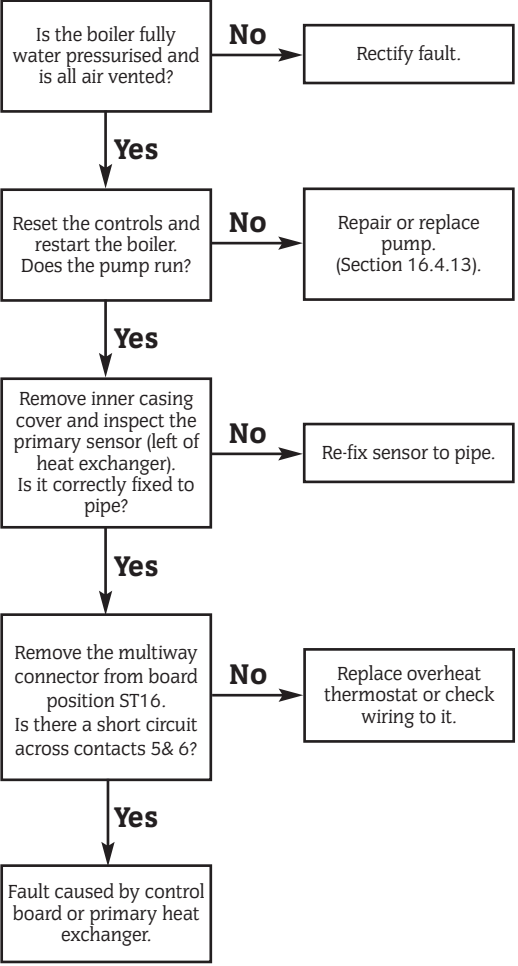 Is the boiler fully
water pressurised and
is all air vented?
No
Rectify fault.
Yes
Reset the controls and
restart the boiler.
Does the pump run?
No
Repair or replace
pump.
(Section 16.4.13).
Yes
Remove inner casing
cover and inspect the
primary sensor (left of
heat exchanger).
Is it correctly fixed to
pipe?
No
Re-fix sensor to pipe.
Yes
Remove the multiway
connector from board
position ST16.
Is there a short circuit
across contacts 5& 6?
No
Replace overheat
thermostat or check
wiring to it.
Yes
Fault caused by control
board or primary heat
exchanger.